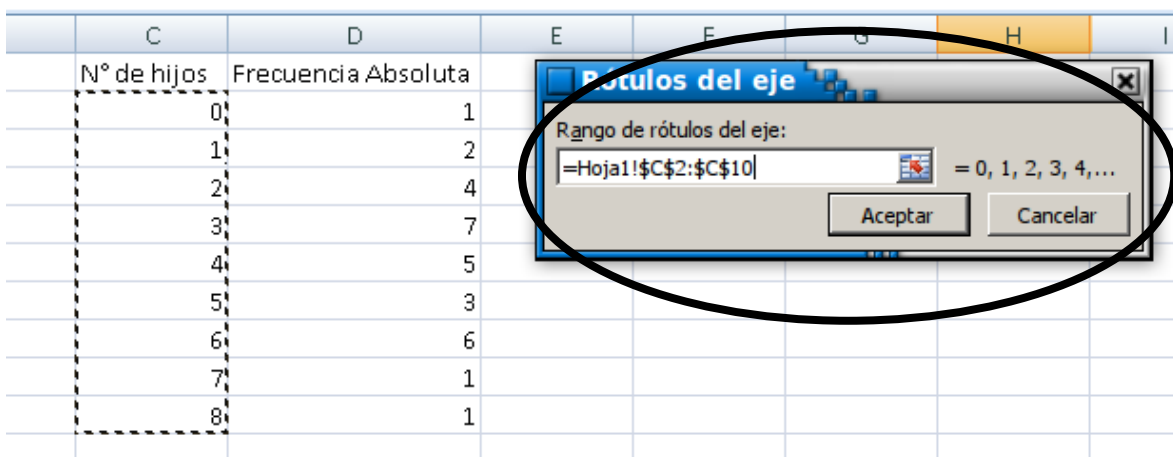 C D E F G H I
N° de hijos Frecuencia Absoluta
0 1
1 2
2 4
3 7
4 5
5 3
6 6
7 1
8 1
Rótulos del eje
Rango de rótulos del eje:
=Hoja1!$C$2:$C$10 = 0, 1, 2, 3, 4,...
Aceptar Cancelar